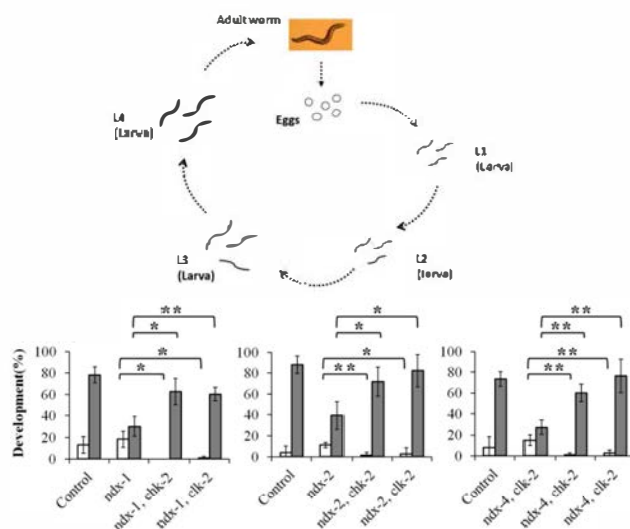 Adult worm
Eggs
L1
(Larva)
L2
(larva)
L3
(Larva)
L4
(Larva)
Development(%)
100
80
60
40
20
0
* *
*
*
*
Control
ndx-1
ndx-1, chk-2
ndx-1, clk-2
100
80
60
40
20
0
*
*
*
* *
Control
ndx-2
ndx-2, chk-2
ndx-2, clk-2
100
80
60
40
20
0
* *
* *
* *
* *
Control
ndx-4, clk-2
ndx-4, chk-2
ndx-4, clk-2